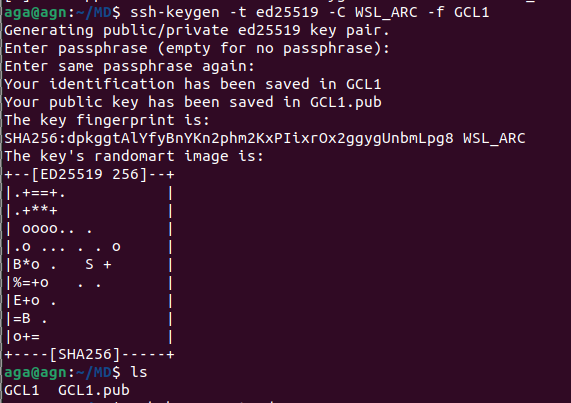 aga@agn:~/MD$ ssh-keygen -t ed25519 -C WSL_ARC -f GCL1
Generating public/private ed25519 key pair.
Enter passphrase (empty for no passphrase):
Enter same passphrase again:
Your identification has been saved in GCL1
Your public key has been saved in GCL1.pub
The key fingerprint is:
SHA256:dpkggtAlYfyBnYKn2phm2KxPIixrOx2ggygUnbmLpg8 WSL_ARC
The key's randomart image is:
+--[ED25519 256]--+
|.+==+.           |
|.+**+            |
| oooo.. .        |
|.o ... . . o     |
|B*o .   S +      |
|%=+o   . .       |
|E+o .            |
|=B .             |
|o+=              |
+----[SHA256]-----+
aga@agn:~/MD$ ls
GCL1  GCL1.pub